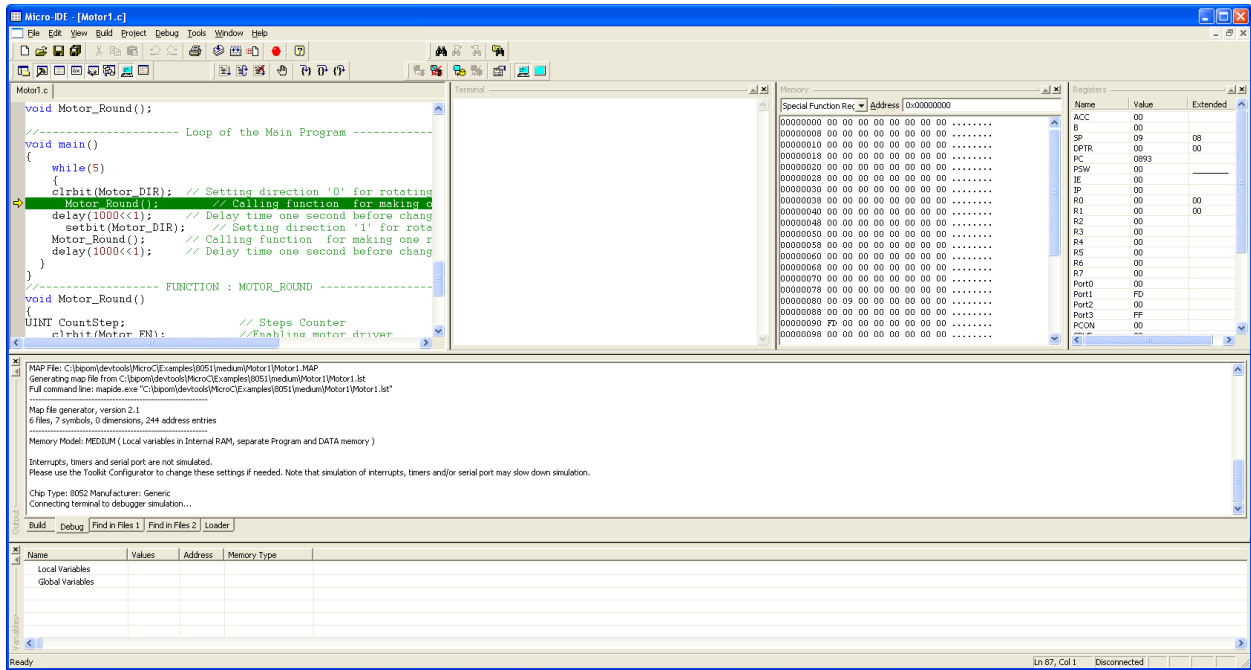 Micro-IDE - [Motor1.c]
File Edit View Build Project Debug Tools Window Help
Motor1.c
void Motor_Round();
//--------------------- Loop of the Main Program ------------
void main()
{
while(5)
{
clrbit(Motor_DIR); // Setting direction '0' for rotating
Motor_Round(); // Calling function for making o
delay(1000<<1); // Delay time one second before chang
setbit(Motor_DIR); // Setting direction '1' for rota
Motor_Round(); // Calling function for making one r
delay(1000<<1); // Delay time one second before chang
}
}
//------------------- FUNCTION : MOTOR_ROUND -----------------
void Motor_Round()
{
UINT CountStep; // Steps Counter
clrbit(Motor_EN); //Enabling motor driver
Terminal
Memory
Special Function Reg Address 0x00000000
00000000 00 00 00 00 00 00 00 00 ........
00000008 00 00 00 00 00 00 00 00 ........
00000010 00 00 00 00 00 00 00 00 ........
00000018 00 00 00 00 00 00 00 00 ........
00000020 00 00 00 00 00 00 00 00 ........
00000028 00 00 00 00 00 00 00 00 ........
00000030 00 00 00 00 00 00 00 00 ........
00000038 00 00 00 00 00 00 00 00 ........
00000040 00 00 00 00 00 00 00 00 ........
00000048 00 00 00 00 00 00 00 00 ........
00000050 00 00 00 00 00 00 00 00 ........
00000058 00 00 00 00 00 00 00 00 ........
00000060 00 00 00 00 00 00 00 00 ........
00000068 00 00 00 00 00 00 00 00 ........
00000070 00 00 00 00 00 00 00 00 ........
00000078 00 00 00 00 00 00 00 00 ........
00000080 00 09 00 00 00 00 00 00 ........
00000088 00 00 00 00 00 00 00 00 ........
00000090 FD 00 00 00 00 00 00 00 ........
00000098 00 00 00 00 00 00 00 00 ........
Registers
Name Value Extended
ACC 00
B 00
SP 09 08
DPTR 00 00
PC 0893
PSW 00
IE 00
IP 00
R0 00 00
R1 00 00
R2 00
R3 00
R4 00
R5 00
R6 00
R7 00
Port0 00
Port1 FD
Port2 00
Port3 FF
PCON 00
MAP File: C:\bipom\devtools\MicroC\Examples\8051\medium\Motor1\Motor1.MAP
Generating map file from C:\bipom\devtools\MicroC\Examples\8051\medium\Motor1\Motor1.lst
Full command line: mapide.exe "C:\bipom\devtools\MicroC\Examples\8051\medium\Motor1\Motor1.lst"
------------------------------------------------------------
Map file generator, version 2.1
6 files, 7 symbols, 0 dimensions, 244 address entries
------------------------------------------------------------
Memory Model: MEDIUM ( Local variables in Internal RAM, separate Program and DATA memory )
Interrupts, timers and serial port are not simulated.
Please use the Toolkit Configurator to change these settings if needed. Note that simulation of interrupts, timers and/or serial port may slow down simulation.
Chip Type: 8052 Manufacturer: Generic
Connecting terminal to debugger simulation...
Output
Build Debug Find in Files 1 Find in Files 2 Loader
Name Values Address Memory Type
Local Variables
Global Variables
Variables
Ready Ln 87, Col 1 Disconnected